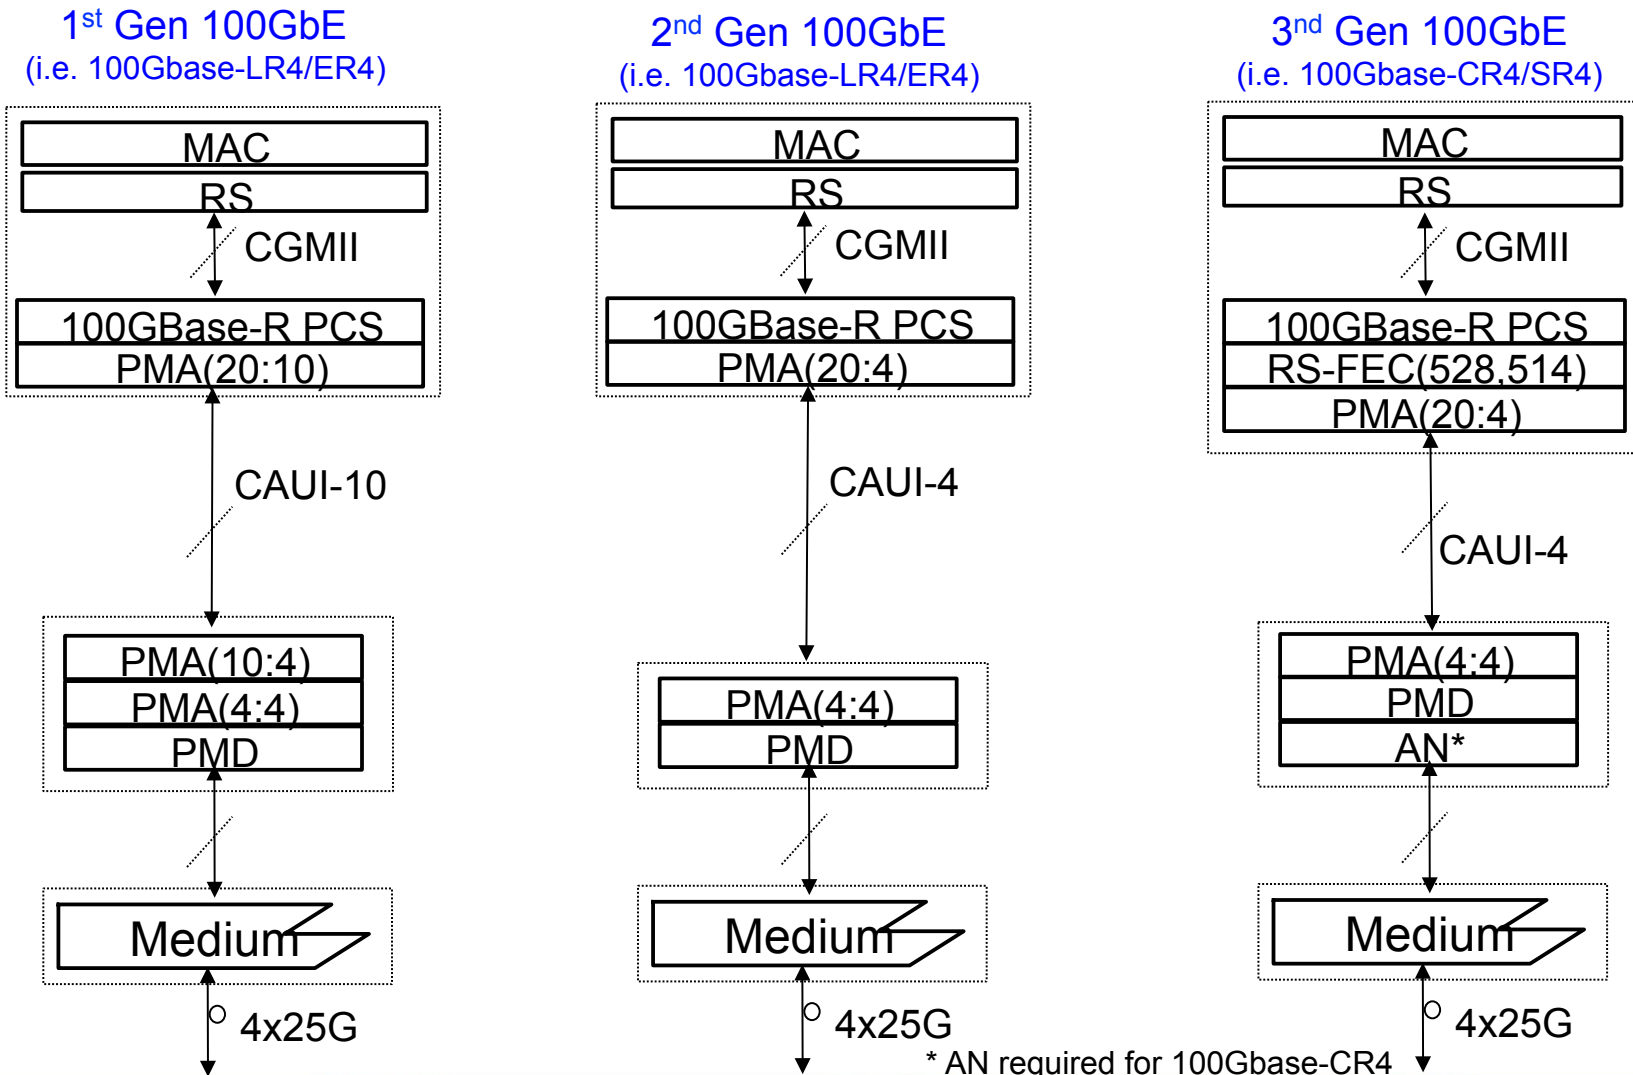 1st Gen 100GbE
(i.e. 100Gbase-LR4/ER4)
MAC
RS
CGMII
100GBase-R PCS
PMA(20:10)
CAUI-10
PMA(10:4)
PMA(4:4)
PMD
Medium
4x25G
2nd Gen 100GbE
(i.e. 100Gbase-LR4/ER4)
MAC
RS
CGMII
100GBase-R PCS
PMA(20:4)
CAUI-4
PMA(4:4)
PMD
Medium
4x25G
3nd Gen 100GbE
(i.e. 100Gbase-CR4/SR4)
MAC
RS
CGMII
100GBase-R PCS
RS-FEC(528,514)
PMA(20:4)
CAUI-4
PMA(4:4)
PMD
AN*
Medium
4x25G
* AN required for 100Gbase-CR4